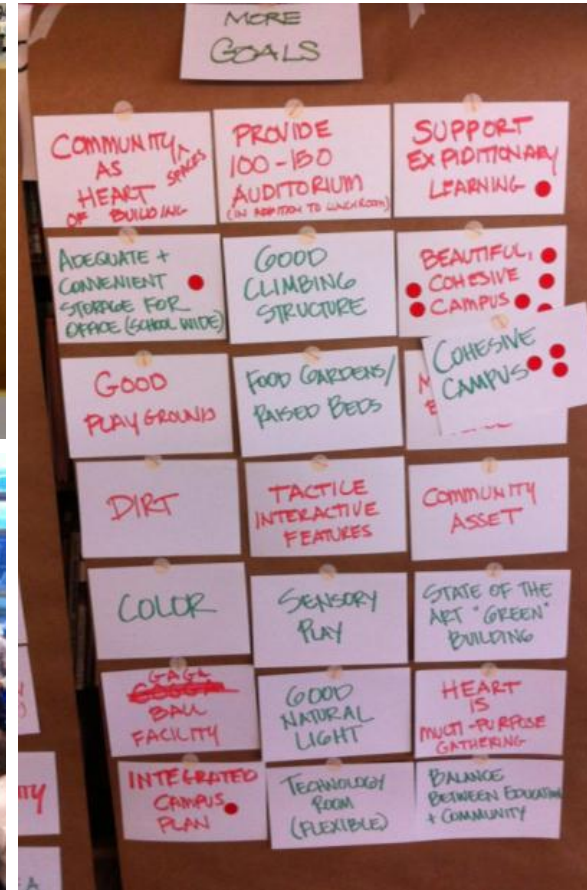 MORE
GOALS
COMMUNITY SPACES
AS
HEART
OF BUILDING
PROVIDE
100-150
AUDITORIUM
(IN ADDITION TO LUNCHROOM)
SUPPORT
EXPIDITIONARY
LEARNING
ADEQUATE +
CONVENIENT
STORAGE FOR
OFFICE (SCHOOL WIDE)
GOOD
CLIMBING
STRUCTURE
BEAUTIFUL,
COHESIVE
CAMPUS
COHESIVE
CAMPUS
GOOD
PLAYGROUND
FOOD GARDENS/
RAISED BEDS
DIRT
TACTILE
INTERACTIVE
FEATURES
COMMUNITY
ASSET
COLOR
SENSORY
PLAY
STATE OF THE
ART "GREEN"
BUILDING
GAGA
BALL
FACILITY
GOOD
NATURAL
LIGHT
HEART
IS
MULTI-PURPOSE
GATHERING
INTEGRATED
CAMPUS
PLAN
TECHNOLOGY
ROOM
(FLEXIBLE)
BALANCE
BETWEEN EDUCATION
+ COMMUNITY